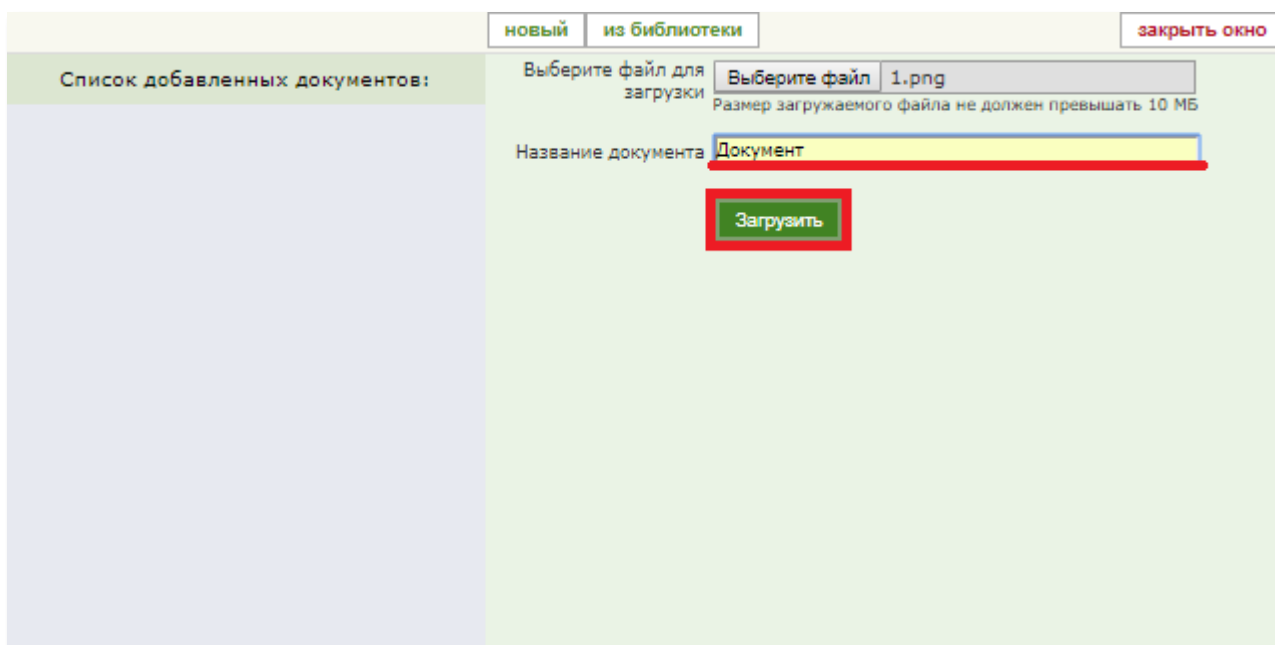 новый
из библиотеки
закрыть окно
Список добавленных документов:
Выберите файл для
загрузки
Выберите файл
1.png
Размер загружаемого файла не должен превышать 10 МБ
Название документа
Документ
Загрузить